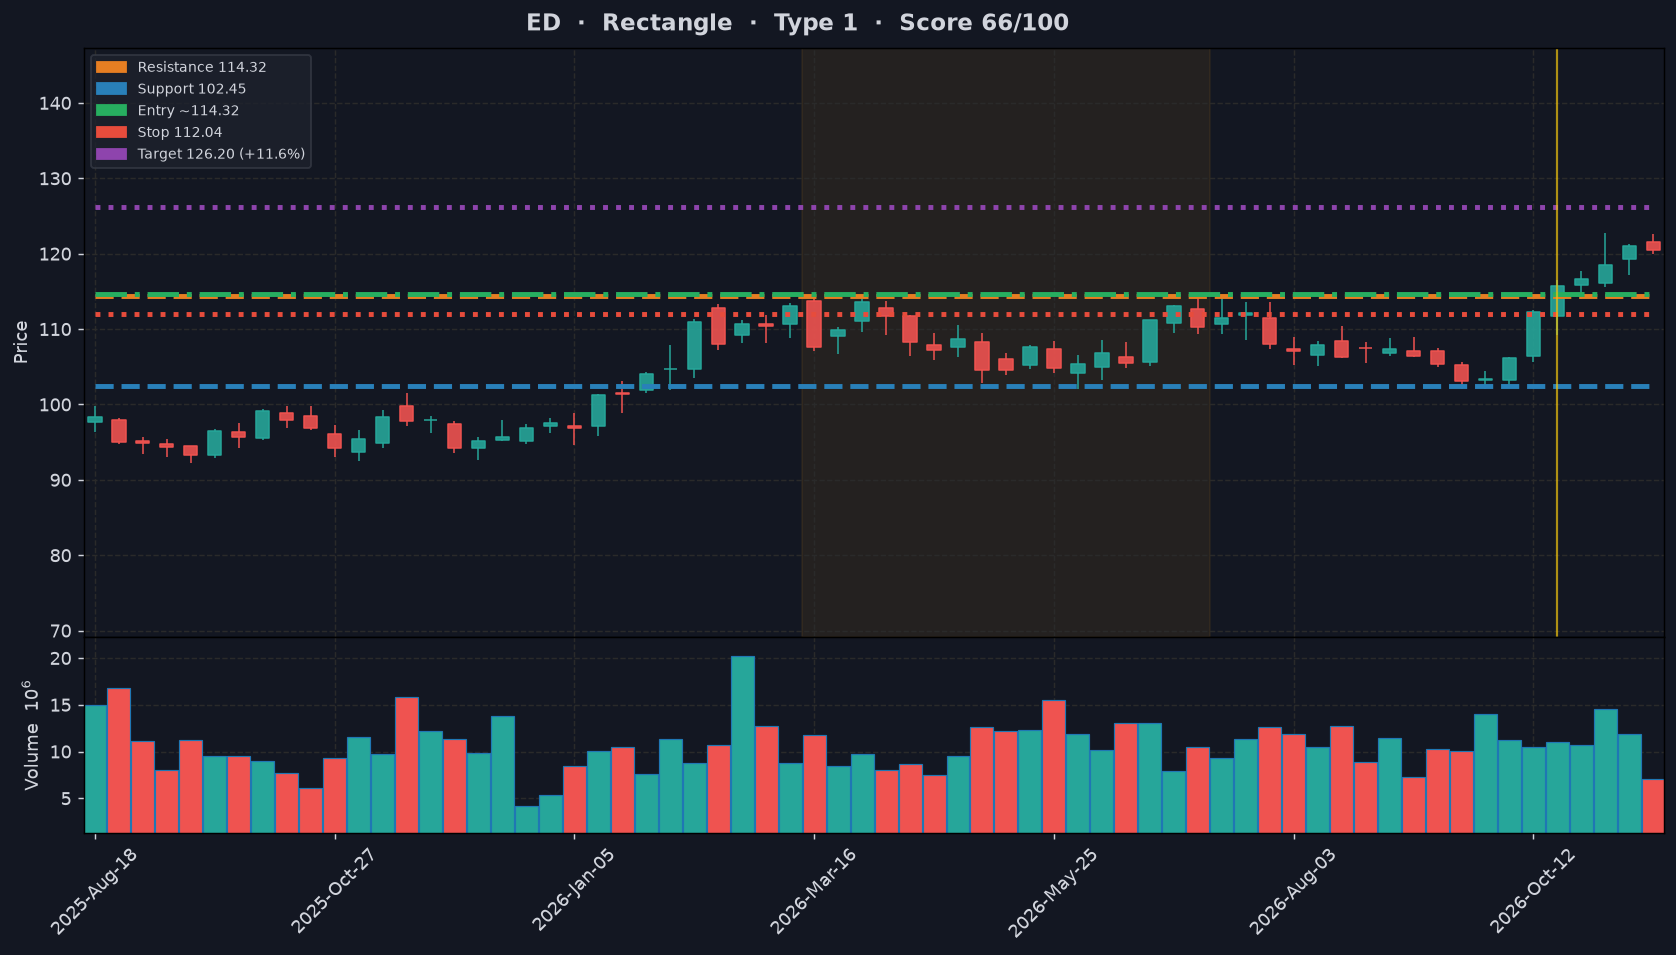 ED · Rectangle · Type 1 · Score 66/100
Resistance 114.32
Support 102.45
Entry ~114.32
Stop 112.04
Target 126.20 (+11.6%)
Price
140
130
120
110
100
90
80
70
Volume 10⁶
20
15
10
5
2025-Aug-18
2025-Oct-27
2026-Jan-05
2026-Mar-16
2026-May-25
2026-Aug-03
2026-Oct-12